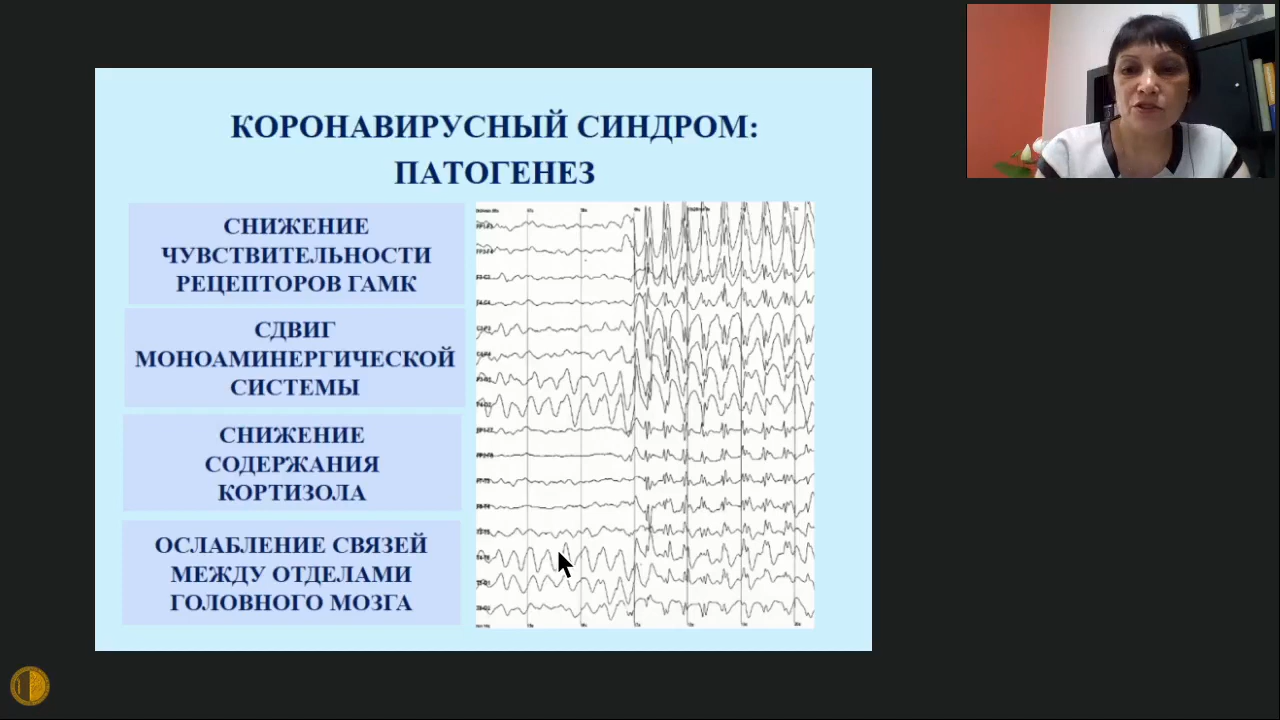 КОРОНАВИРУСНЫЙ СИНДРОМ:
ПАТОГЕНЕЗ
СНИЖЕНИЕ
ЧУВСТВИТЕЛЬНОСТИ
РЕЦЕПТОРОВ ГАМК
СДВИГ
МОНОАМИНЕРГИЧЕСКОЙ
СИСТЕМЫ
СНИЖЕНИЕ
СОДЕРЖАНИЯ
КОРТИЗОЛА
ОСЛАБЛЕНИЕ СВЯЗЕЙ
МЕЖДУ ОТДЕЛАМИ
ГОЛОВНОГО МОЗГА